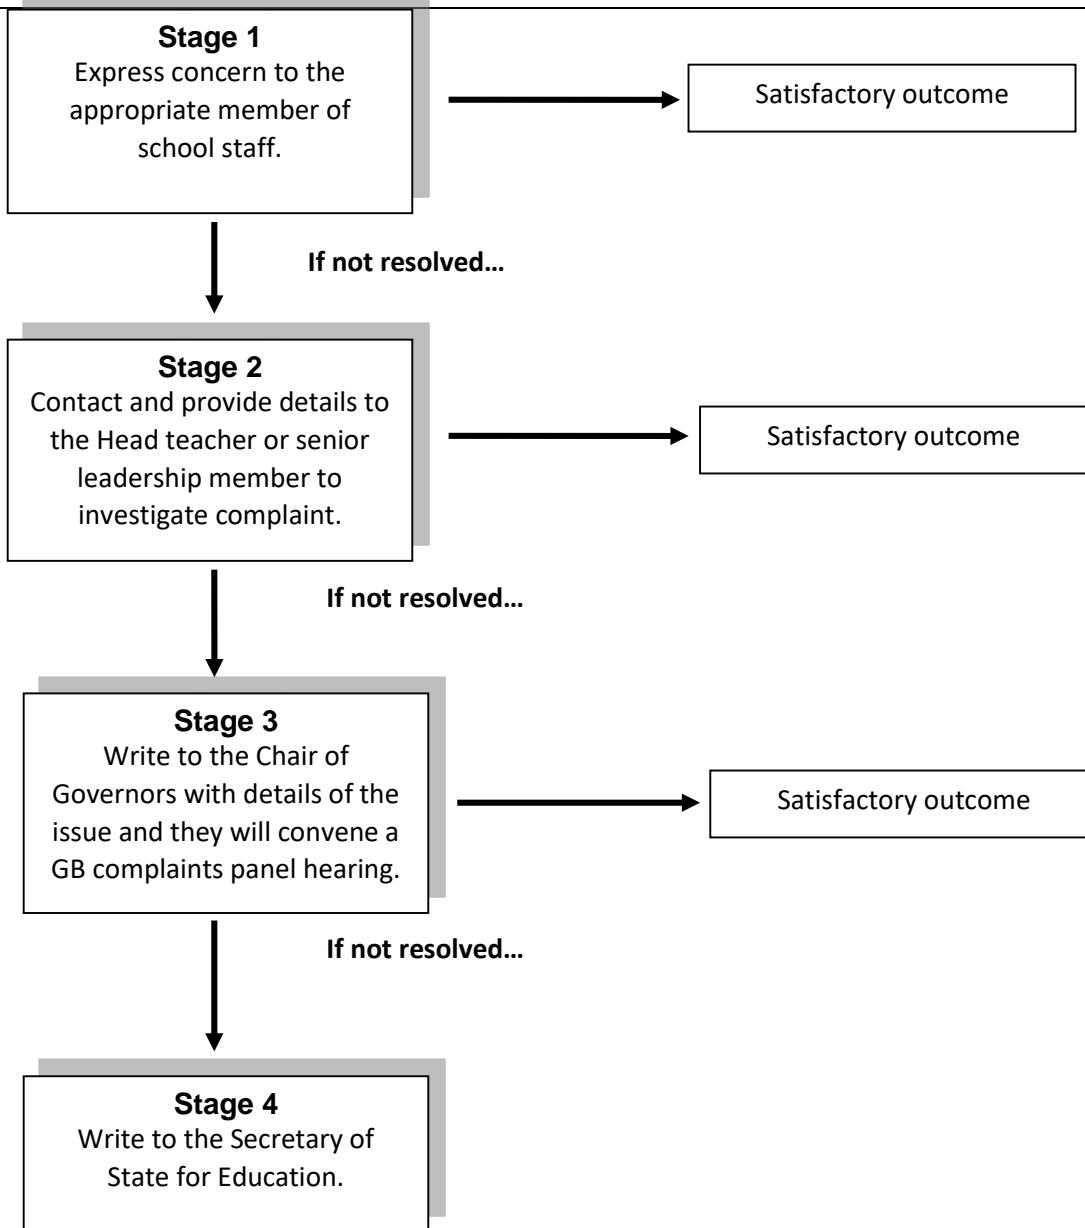 Stage 1
Express concern to the
appropriate member of
school staff.
Satisfactory outcome
If not resolved…
Stage 2
Contact and provide details to
the Head teacher or senior
leadership member to
investigate complaint.
Satisfactory outcome
If not resolved…
Stage 3
Write to the Chair of
Governors with details of the
issue and they will convene a
GB complaints panel hearing.
Satisfactory outcome
If not resolved…
Stage 4
Write to the Secretary of
State for Education.